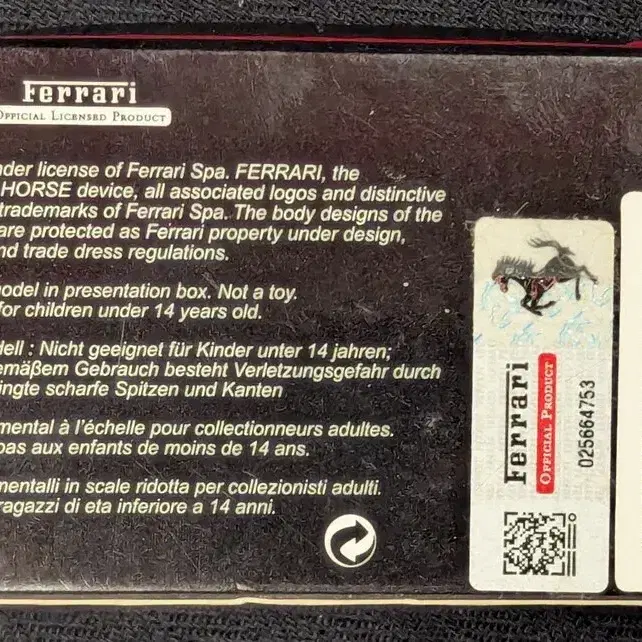 Ferrari
OFFICIAL LICENSED PRODUCT
nder license of Ferrari Spa. FERRARI, the
HORSE device, all associated logos and distinctive
trademarks of Ferrari Spa. The body designs of the
are protected as Ferrari property under design,
nd trade dress regulations.
model in presentation box. Not a toy.
for children under 14 years old.
dell : Nicht geeignet für Kinder unter 14 jahren;
emäßem Gebrauch besteht Verletzungsgefahr durch
ingte scharfe Spitzen und Kanten
mental à l'échelle pour collectionneurs adultes.
pas aux enfants de moins de 14 ans.
mentalli in scale ridotta per collezionisti adulti.
ragazzi di eta inferiore a 14 anni.
Ferrari
OFFICIAL PRODUCT
025664753